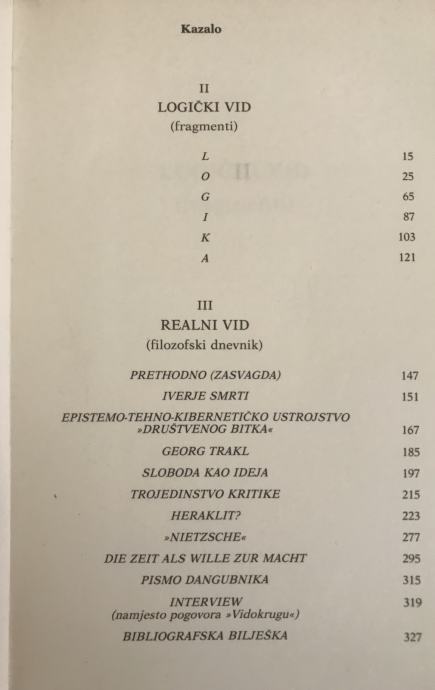 Kazalo
II
LOGIČKI VID
(fragmenti)
L 15
O 25
G 65
I 87
K 103
A 121
III
REALNI VID
(filozofski dnevnik)
PRETHODNO (ZASVAGDA) 147
IVERJE SMRTI 151
EPISTEMO-TEHNO-KIBERNETIČKO USTROJSTVO
»DRUŠTVENOG BITKA« 167
GEORG TRAKL 185
SLOBODA KAO IDEJA 197
TROJEDINSTVO KRITIKE 215
HERAKLIT? 223
»NIETZSCHE« 277
DIE ZEIT ALS WILLE ZUR MACHT 295
PISMO DANGUBNIKA 315
INTERVIEW 319
(namjesto pogovora »Vidokrugu«)
BIBLIOGRAFSKA BILJEŠKA 327